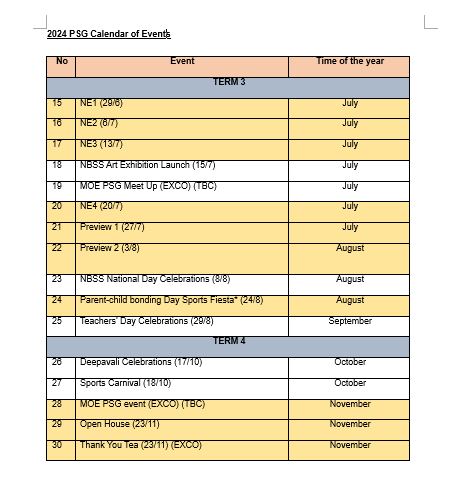 2024 PSG Calendar of Events
No Event Time of the year
TERM 3
15 NE1 (29/6) July
16 NE2 (6/7) July
17 NE3 (13/7) July
18 NBSS Art Exhibition Launch (15/7) July
19 MOE PSG Meet Up (EXCO) (TBC) July
20 NE4 (20/7) July
21 Preview 1 (27/7) July
22 Preview 2 (3/8) August
23 NBSS National Day Celebrations (8/8) August
24 Parent-child bonding Day Sports Fiesta* (24/8) August
25 Teachers' Day Celebrations (29/8) September
TERM 4
26 Deepavali Celebrations (17/10) October
27 Sports Carnival (18/10) October
28 MOE PSG event (EXCO) (TBC) November
29 Open House (23/11) November
30 Thank You Tea (23/11) (EXCO) November